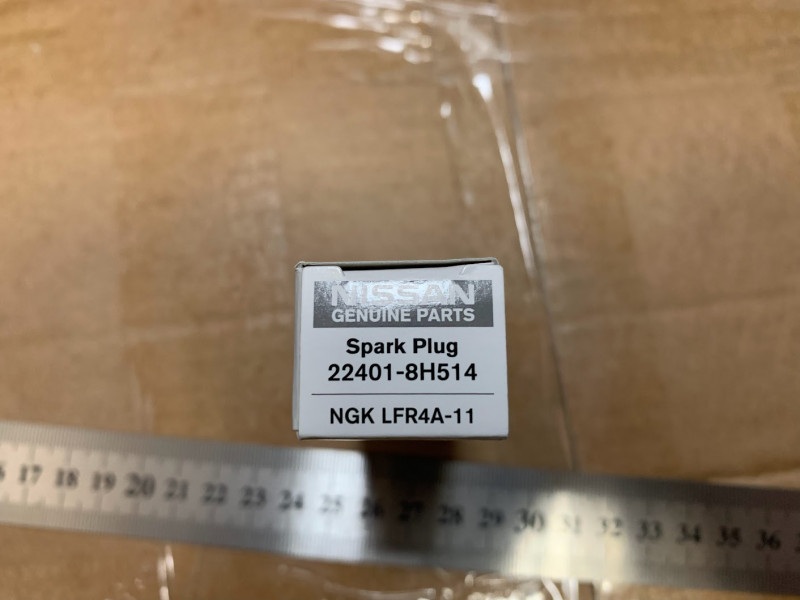 NISSAN
GENUINE PARTS
Spark Plug
22401-8H514
NGK LFR4A-11
17 18 19 20 21 22 23 24 25 26 27 28 29 30 31 32 33 34 35 36